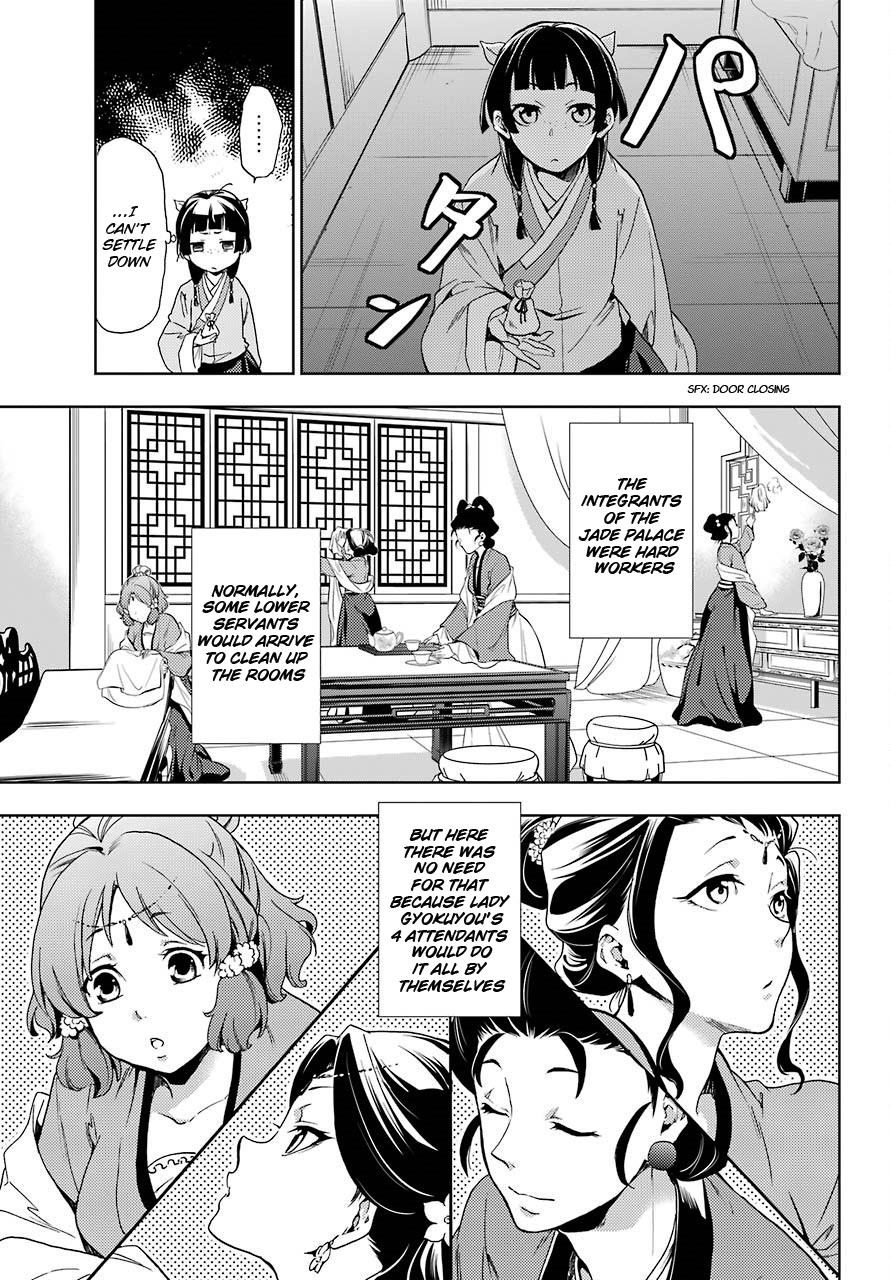 パタン
SFX: DOOR CLOSING
......
...I
CAN'T
SETTLE
DOWN
THE
INTEGRANTS
OF THE
JADE PALACE
WERE HARD
WORKERS
NORMALLY,
SOME LOWER
SERVANTS
WOULD ARRIVE
TO CLEAN UP
THE ROOMS
BUT HERE
THERE WAS
NO NEED
FOR THAT
BECAUSE LADY
GYOKUYOU'S
4 ATTENDANTS
WOULD DO
IT ALL BY
THEMSELVES